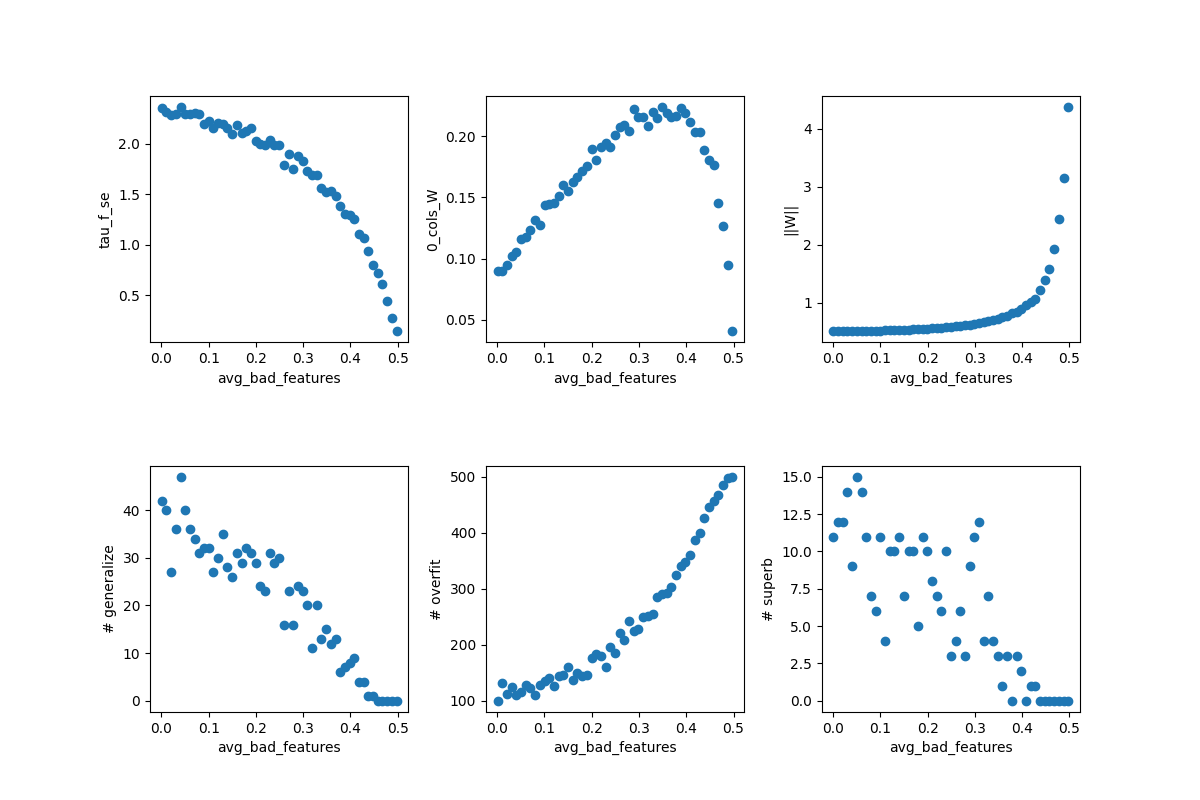 tau_f_se
2.0
1.5
1.0
0.5
0.0 0.1 0.2 0.3 0.4 0.5
avg_bad_features
0_cols_W
0.20
0.15
0.10
0.05
0.0 0.1 0.2 0.3 0.4 0.5
avg_bad_features
||W||
4
3
2
1
0.0 0.1 0.2 0.3 0.4 0.5
avg_bad_features
# generalize
40
30
20
10
0
0.0 0.1 0.2 0.3 0.4 0.5
avg_bad_features
# overfit
500
400
300
200
100
0.0 0.1 0.2 0.3 0.4 0.5
avg_bad_features
# superb
15.0
12.5
10.0
7.5
5.0
2.5
0.0
0.0 0.1 0.2 0.3 0.4 0.5
avg_bad_features